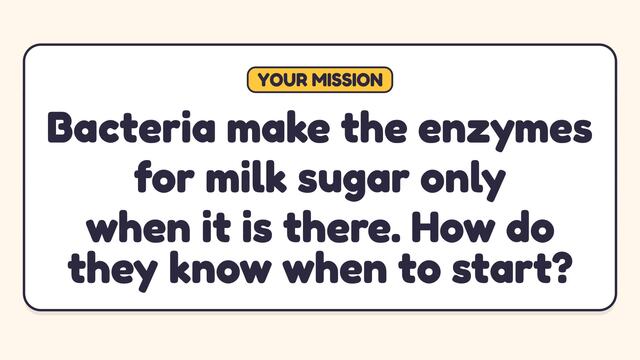 YOUR MISSION
Bacteria make the enzymes
for milk sugar only
when it is there. How do
they know when to start?